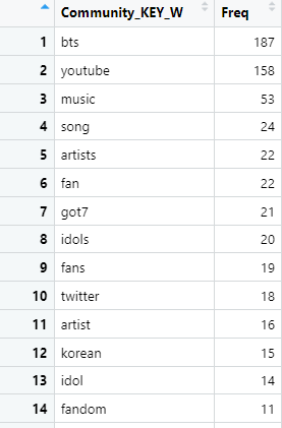 Community_KEY_W Freq
1 bts 187
2 youtube 158
3 music 53
4 song 24
5 artists 22
6 fan 22
7 got7 21
8 idols 20
9 fans 19
10 twitter 18
11 artist 16
12 korean 15
13 idol 14
14 fandom 11